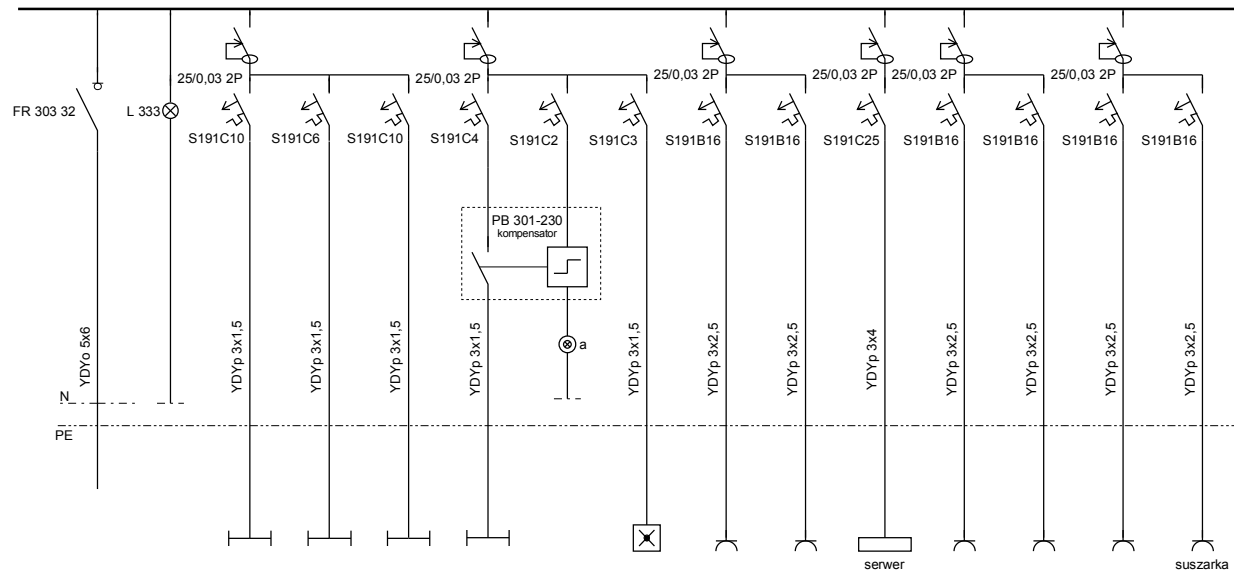 25/0,03 2P
25/0,03 2P
25/0,03 2P
25/0,03 2P
25/0,03 2P
25/0,03 2P
FR 303 32
L 333
S191C10
S191C6
S191C10
S191C4
S191C2
S191C3
S191B16
S191B16
S191C25
S191B16
S191B16
S191B16
S191B16
PB 301-230
kompensator
a
YDYo 5x6
YDYp 3x1,5
YDYp 3x1,5
YDYp 3x1,5
YDYp 3x1,5
YDYp 3x1,5
YDYp 3x2,5
YDYp 3x2,5
YDYp 3x4
YDYp 3x2,5
YDYp 3x2,5
YDYp 3x2,5
YDYp 3x2,5
N
PE
serwer
suszarka